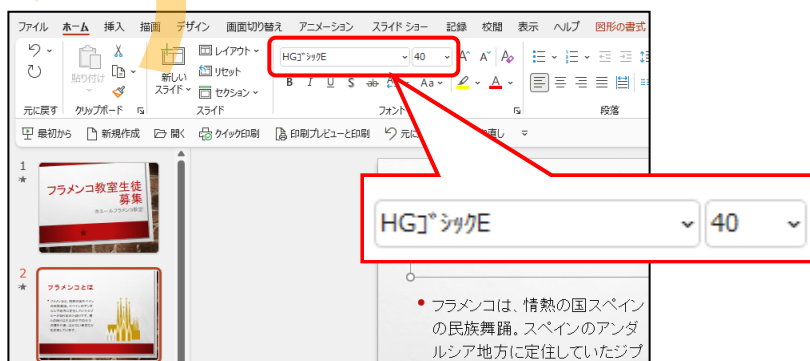 ファイル ホーム 挿入 描画 デザイン 画面切り替え アニメーション スライド ショー 記録 校閲 表示 ヘルプ 図形の書式
貼り付け
新しい
スライド
レイアウト
リセット
セクション
HGｺﾞｼｯｸE 40
B I U S ab Aa A
元に戻す クリップボード スライド フォント 段落
最初から 新規作成 開く クイック印刷 印刷プレビューと印刷 元に 直し
1
フラメンコ教室生徒
募集
HGｺﾞｼｯｸE 40
2
フラメンコとは
フラメンコは、情熱の国スペイン
の民族舞踊。スペインのアンダ
ルシア地方に定住していたジプ